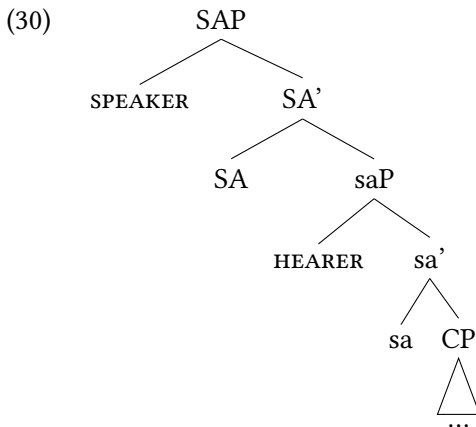 (30) SAP
SPEAKER SA’
SA saP
HEARER sa’
sa CP
...